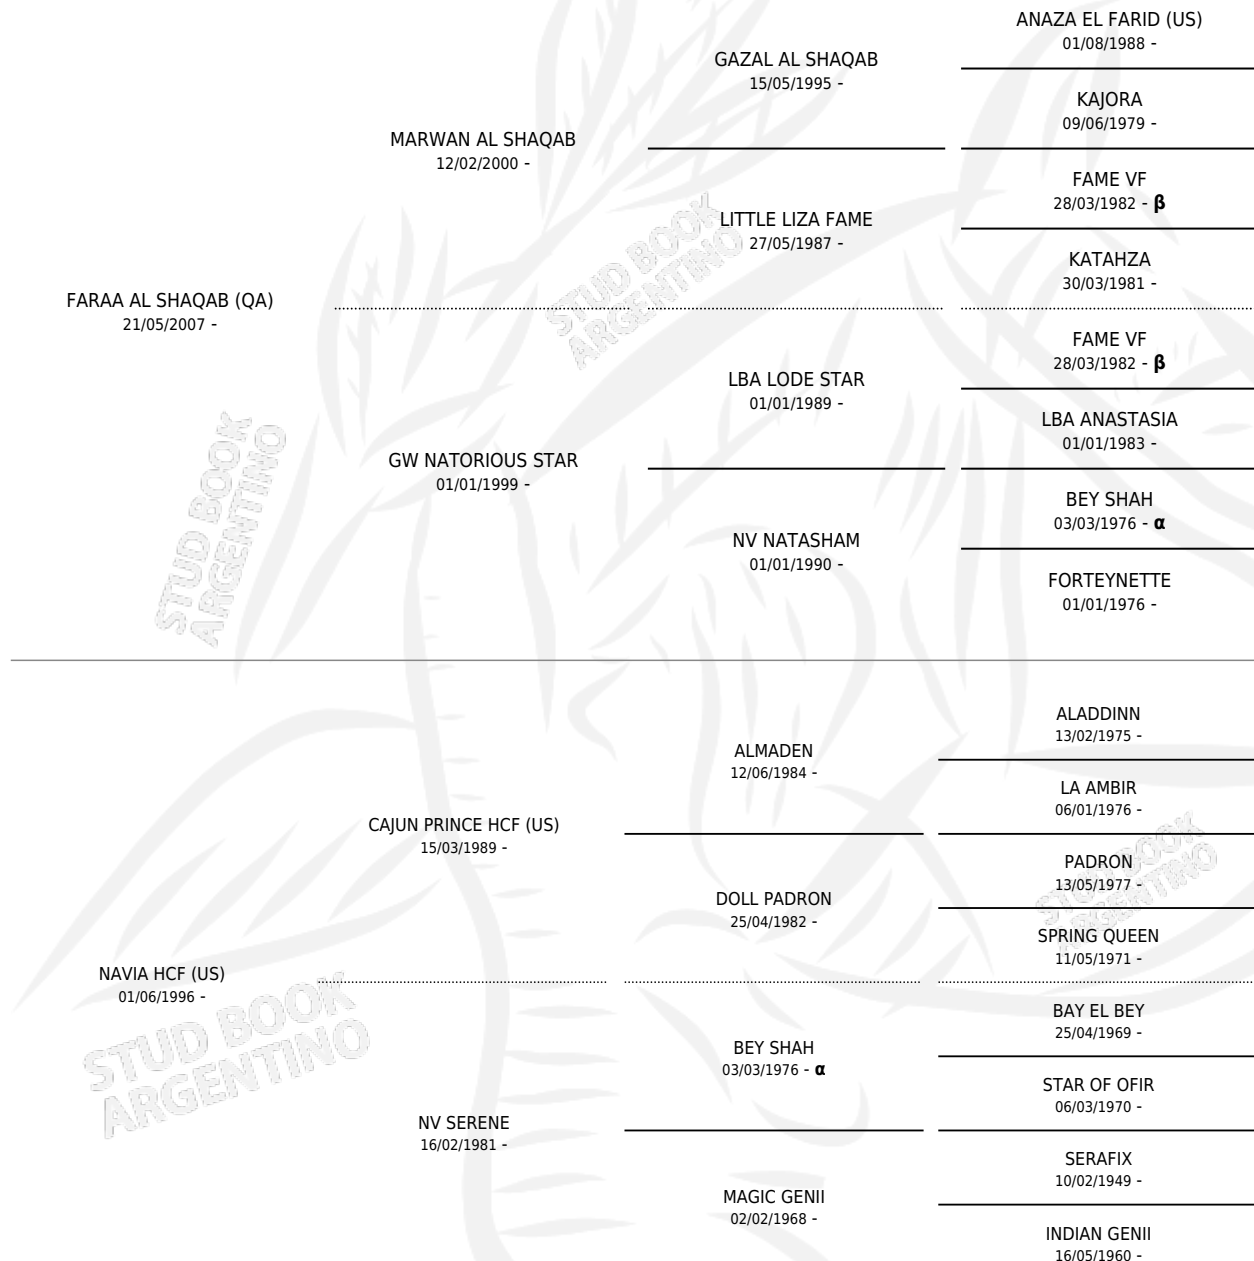 ANAZA EL FARID (US)
01/08/1988 -
GAZAL AL SHAQAB
15/05/1995 -
KAJORA
09/06/1979 -
MARWAN AL SHAQAB
12/02/2000 -
FAME VF
28/03/1982 - β
LITTLE LIZA FAME
27/05/1987 -
KATAHZA
30/03/1981 -
FARAA AL SHAQAB (QA)
21/05/2007 -
FAME VF
28/03/1982 - β
LBA LODE STAR
01/01/1989 -
LBA ANASTASIA
01/01/1983 -
GW NATORIOUS STAR
01/01/1999 -
BEY SHAH
03/03/1976 - α
NV NATASHAM
01/01/1990 -
FORTEYNETTE
01/01/1976 -
ALADDINN
13/02/1975 -
ALMADEN
12/06/1984 -
LA AMBIR
06/01/1976 -
CAJUN PRINCE HCF (US)
15/03/1989 -
PADRON
13/05/1977 -
DOLL PADRON
25/04/1982 -
SPRING QUEEN
11/05/1971 -
NAVIA HCF (US)
01/06/1996 -
BAY EL BEY
25/04/1969 -
BEY SHAH
03/03/1976 - α
STAR OF OFIR
06/03/1970 -
NV SERENE
16/02/1981 -
SERAFIX
10/02/1949 -
MAGIC GENII
02/02/1968 -
INDIAN GENII
16/05/1960 -
STUD BOOK
ARGENTINO
STUD BOOK
ARGENTINO
STUD BOOK
ARGENTINO
STUD BOOK
ARGENTINO